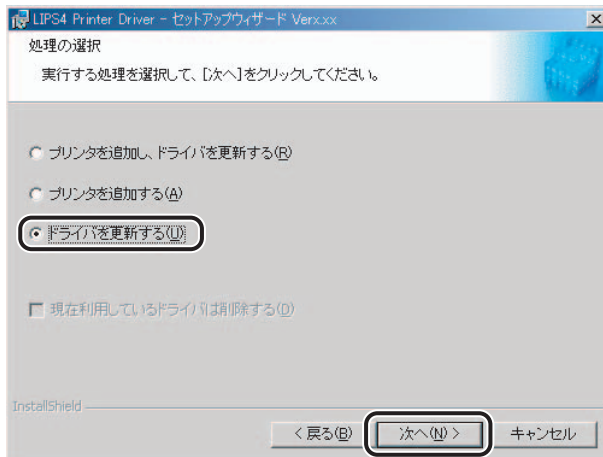 LIPS4 Printer Driver - セットアップウィザード Verx.xx
処理の選択
実行する処理を選択して、[次へ]をクリックしてください。
プリンタを追加し、ドライバを更新する(R)
プリンタを追加する(A)
ドライバを更新する(U)
現在利用しているドライバは削除する(D)
InstallShield
< 戻る(B)
次へ(N) >
キャンセル